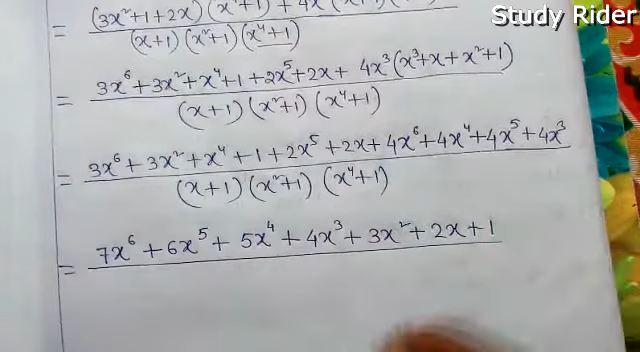 Study Rider
= (3x²+1+2x)(x⁴+1) + 4x³
(x+1)(x²+1)(x⁴+1)
= 3x⁶+3x²+x⁴+1+2x⁵+2x+ 4x³(x³+x+x²+1)
(x+1)(x²+1)(x⁴+1)
= 3x⁶+3x²+x⁴+1+2x⁵+2x+4x⁶+4x⁴+4x⁵+4x³
(x+1)(x²+1)(x⁴+1)
= 7x⁶+6x⁵+5x⁴+4x³+3x²+2x+1